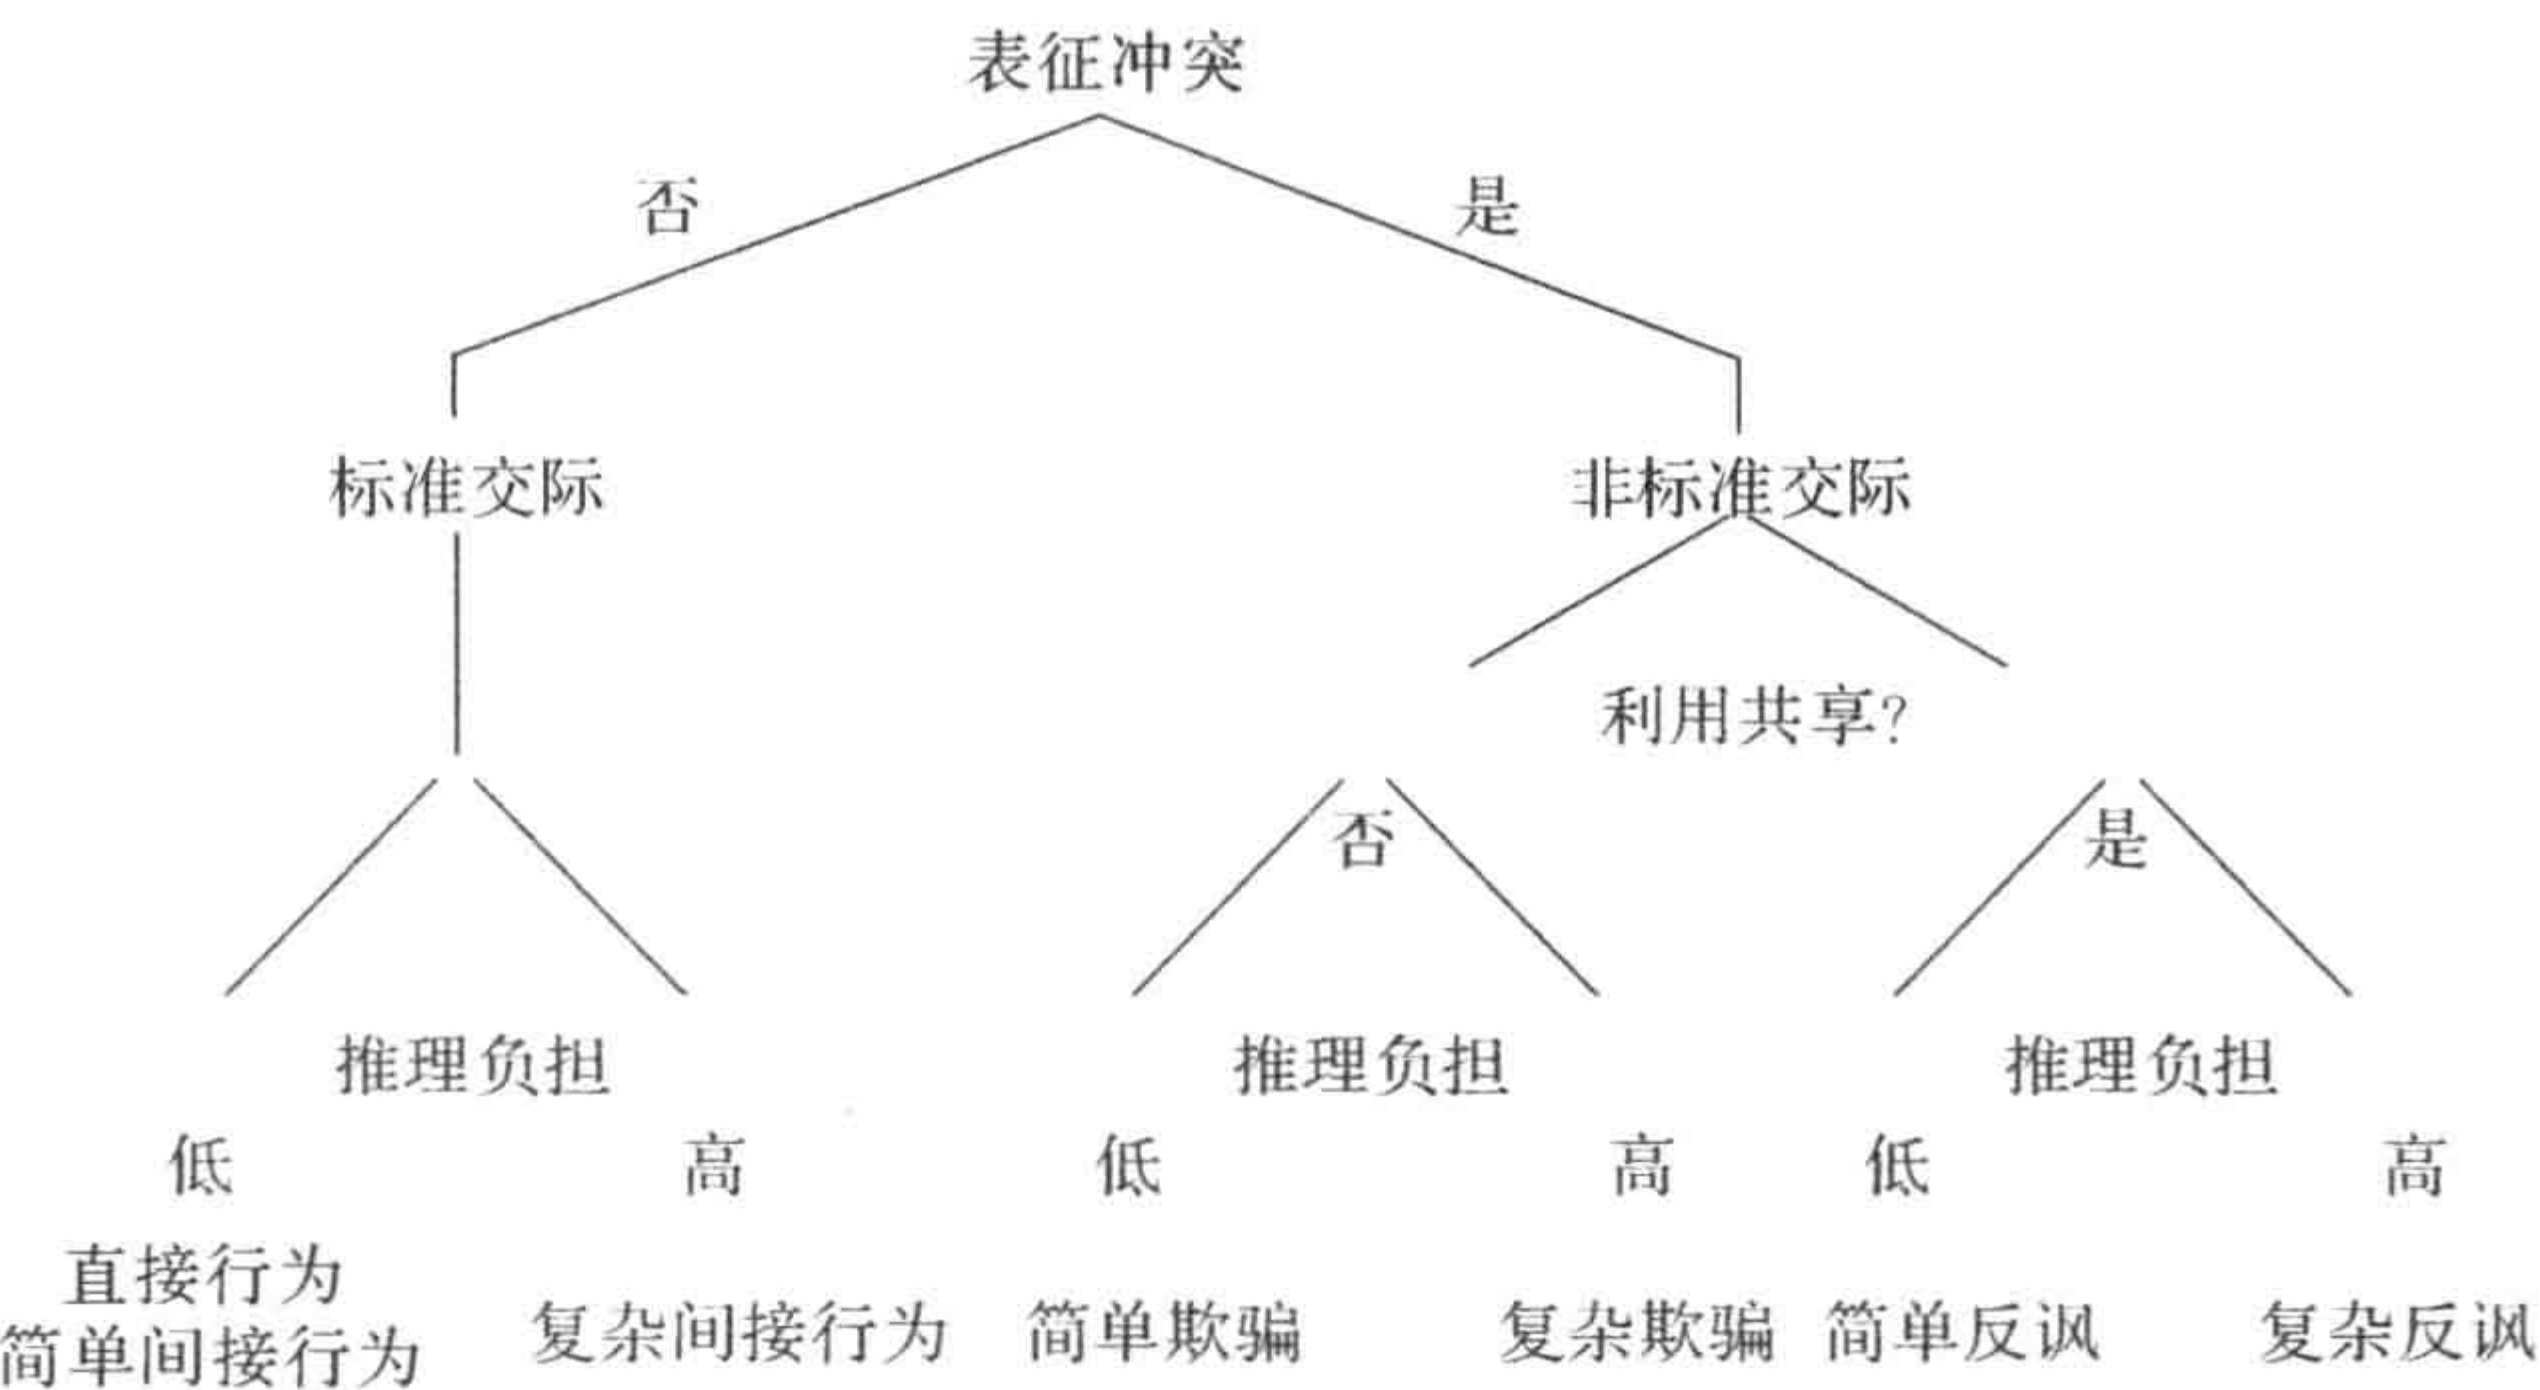 表征冲突
否 是
标准交际 非标准交际
利用共享?
否 是
推理负担 推理负担 推理负担
低 高 低 高 低 高
直接行为
简单间接行为 复杂间接行为 简单欺骗 复杂欺骗 简单反讽 复杂反讽